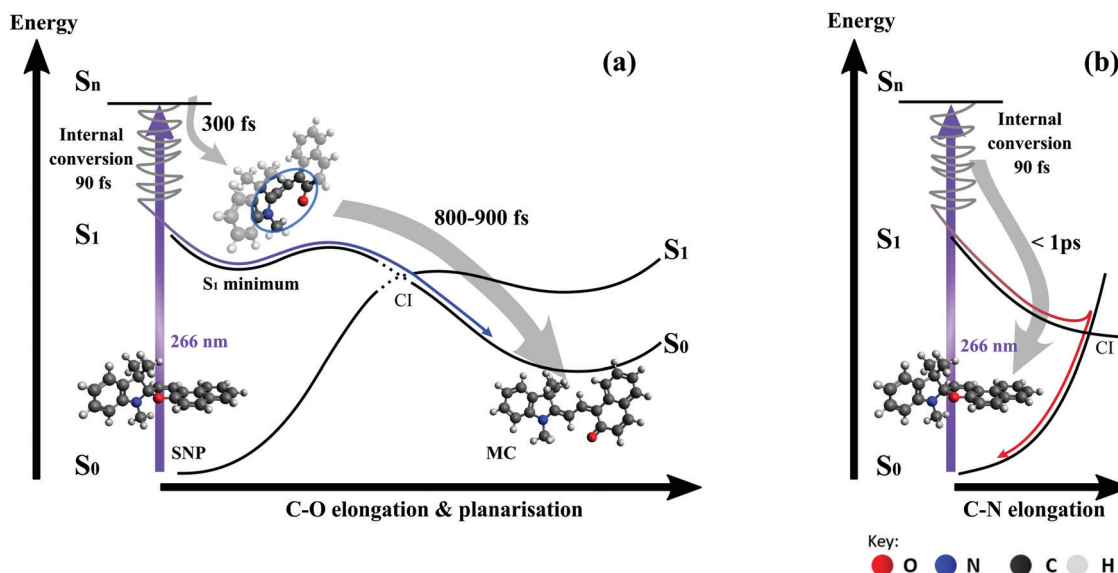 Energy
(a)
Sn
300 fs
Internal
conversion
90 fs
S1
S1 minimum
800-900 fs
S1
CI
266 nm
S0
SNP
MC
S0
C-O elongation & planarisation
Energy
(b)
Sn
Internal
conversion
90 fs
S1
< 1ps
266 nm
CI
S0
C-N elongation
Key:
O N C H